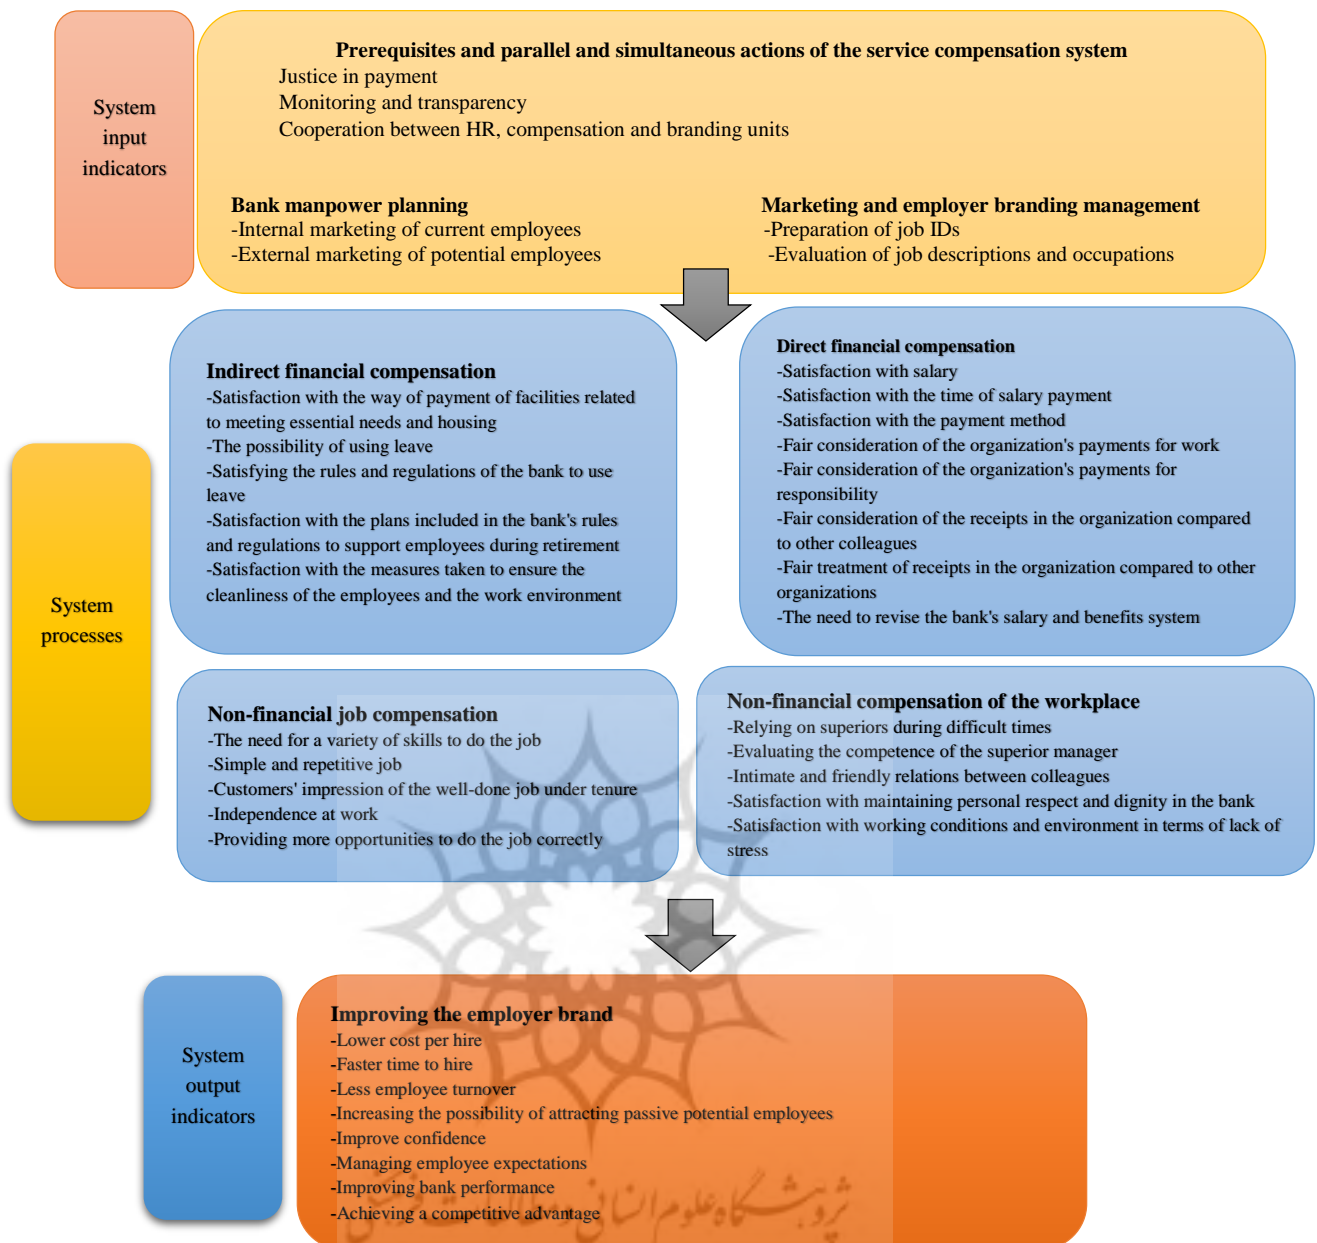 System
input
indicators
Prerequisites and parallel and simultaneous actions of the service compensation system
Justice in payment
Monitoring and transparency
Cooperation between HR, compensation and branding units
Bank manpower planning
-Internal marketing of current employees
-External marketing of potential employees
Marketing and employer branding management
-Preparation of job IDs
-Evaluation of job descriptions and occupations
System
processes
Indirect financial compensation
-Satisfaction with the way of payment of facilities related
to meeting essential needs and housing
-The possibility of using leave
-Satisfying the rules and regulations of the bank to use
leave
-Satisfaction with the plans included in the bank's rules
and regulations to support employees during retirement
-Satisfaction with the measures taken to ensure the
cleanliness of the employees and the work environment
Direct financial compensation
-Satisfaction with salary
-Satisfaction with the time of salary payment
-Satisfaction with the payment method
-Fair consideration of the organization's payments for work
-Fair consideration of the organization's payments for
responsibility
-Fair consideration of the receipts in the organization compared
to other colleagues
-Fair treatment of receipts in the organization compared to other
organizations
-The need to revise the bank's salary and benefits system
Non-financial job compensation
-The need for a variety of skills to do the job
-Simple and repetitive job
-Customers' impression of the well-done job under tenure
-Independence at work
-Providing more opportunities to do the job correctly
Non-financial compensation of the workplace
-Relying on superiors during difficult times
-Evaluating the competence of the superior manager
-Intimate and friendly relations between colleagues
-Satisfaction with maintaining personal respect and dignity in the bank
-Satisfaction with working conditions and environment in terms of lack of
stress
System
output
indicators
Improving the employer brand
-Lower cost per hire
-Faster time to hire
-Less employee turnover
-Increasing the possibility of attracting passive potential employees
-Improve confidence
-Managing employee expectations
-Improving bank performance
-Achieving a competitive advantage
پژوهشگاه علوم انسانی و مطالعات فرهنگی